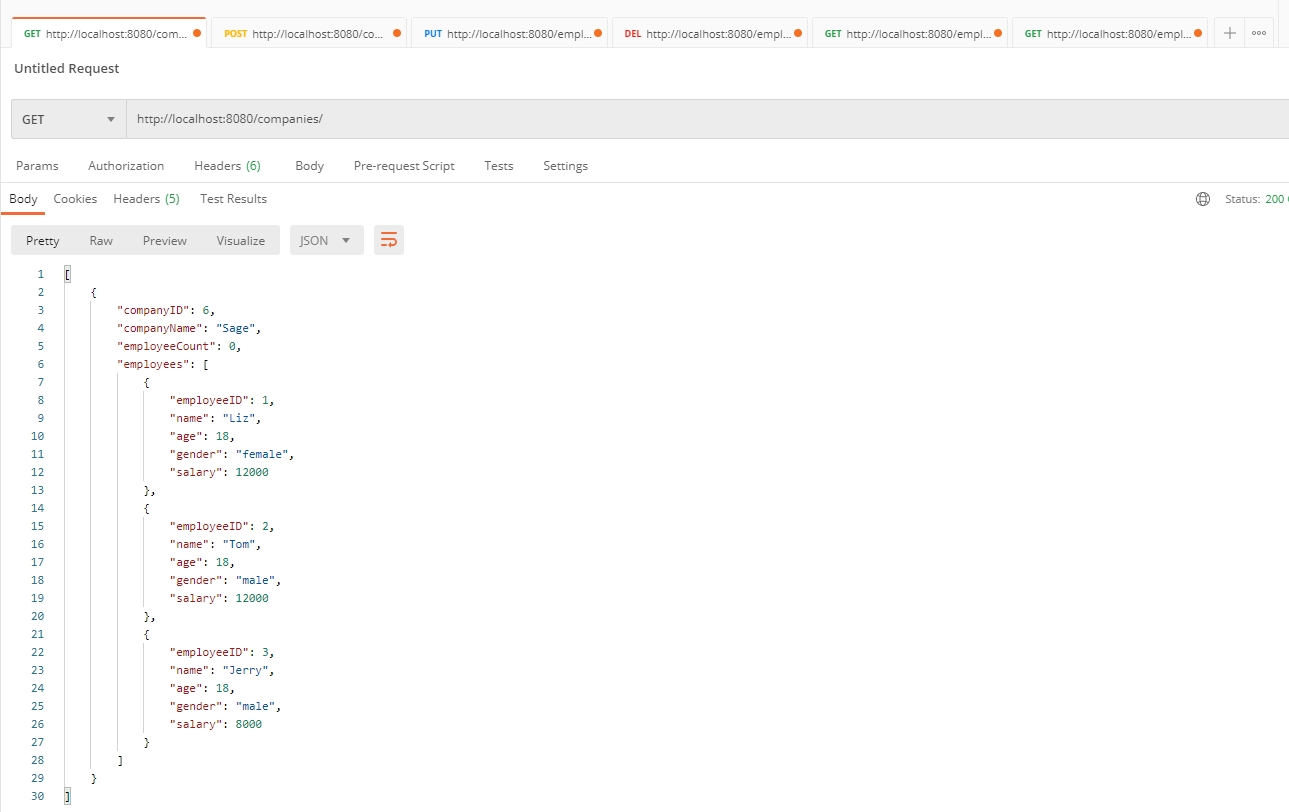 GET http://localhost:8080/com... POST http://localhost:8080/co... PUT http://localhost:8080/empl... DEL http://localhost:8080/empl... GET http://localhost:8080/empl... GET http://localhost:8080/empl...
Untitled Request
GET http://localhost:8080/companies/
Params Authorization Headers (6) Body Pre-request Script Tests Settings
Body Cookies Headers (5) Test Results Status: 200
Pretty Raw Preview Visualize JSON
1 [
2 {
3 "companyID": 6,
4 "companyName": "Sage",
5 "employeeCount": 0,
6 "employees": [
7 {
8 "employeeID": 1,
9 "name": "Liz",
10 "age": 18,
11 "gender": "female",
12 "salary": 12000
13 },
14 {
15 "employeeID": 2,
16 "name": "Tom",
17 "age": 18,
18 "gender": "male",
19 "salary": 12000
20 },
21 {
22 "employeeID": 3,
23 "name": "Jerry",
24 "age": 18,
25 "gender": "male",
26 "salary": 8000
27 }
28 ]
29 }
30 ]